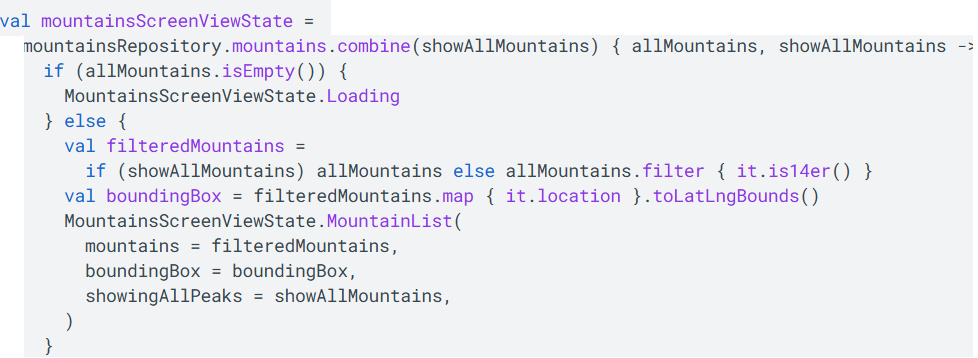 val mountainsScreenViewState =
mountainsRepository.mountains.combine(showAllMountains) { allMountains, showAllMountains ->
if (allMountains.isEmpty()) {
MountainsScreenViewState.Loading
} else {
val filteredMountains =
if (showAllMountains) allMountains else allMountains.filter { it.is14er() }
val boundingBox = filteredMountains.map { it.location }.toLatLngBounds()
MountainsScreenViewState.MountainList(
mountains = filteredMountains,
boundingBox = boundingBox,
showingAllPeaks = showAllMountains,
)
}